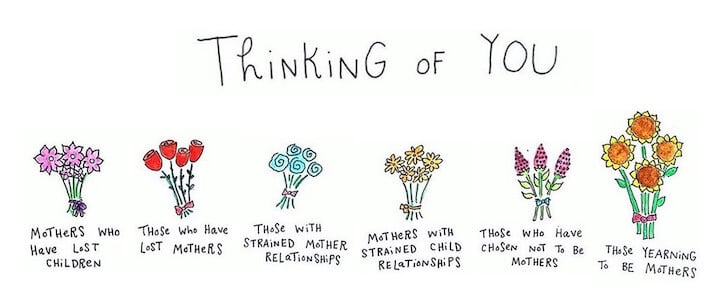 Thinking of You
Mothers who
Have Lost
Children
Those who Have
Lost Mothers
Those with
Strained Mother
Relationships
Mothers with
Strained Child
Relationships
Those who Have
Chosen Not To Be
Mothers
Those Yearning
To Be Mothers